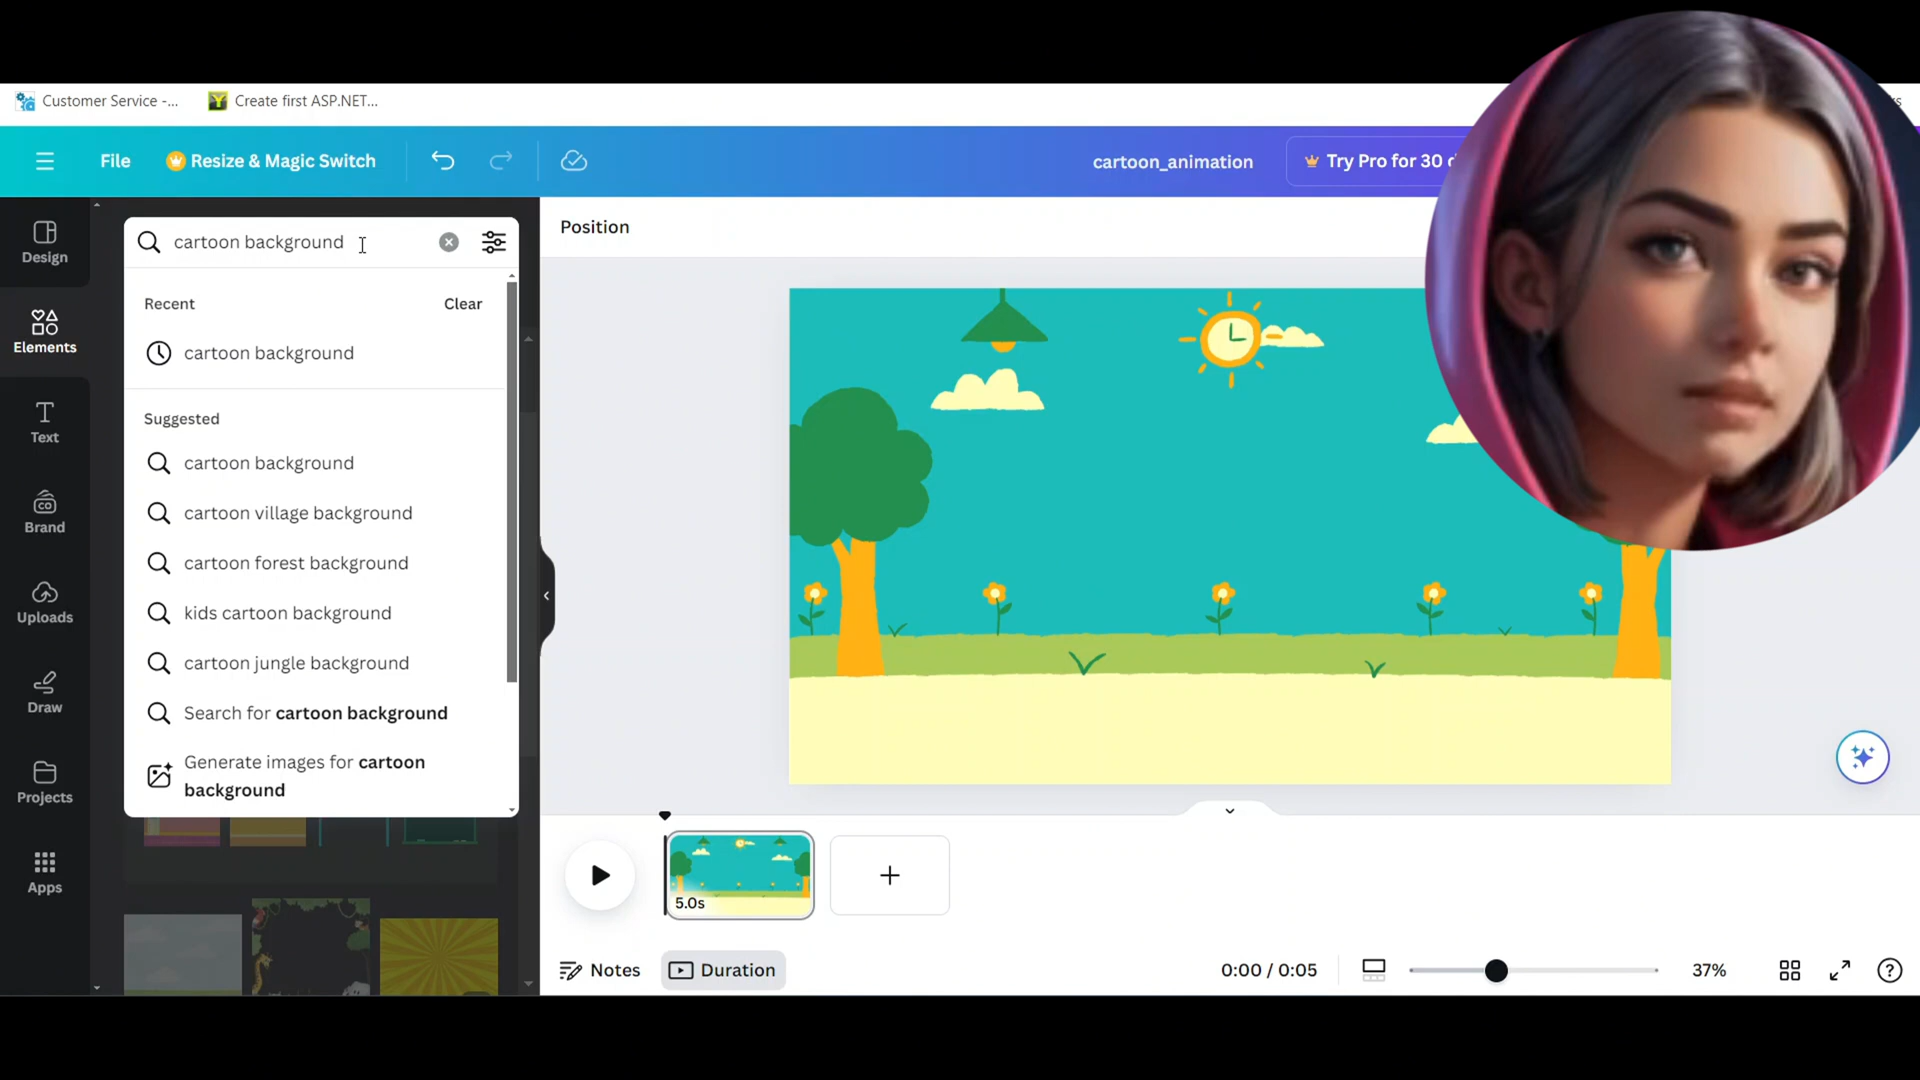 Customer Service -...
Create first ASP.NET...
File
Resize & Magic Switch
cartoon_animation
Try Pro for 30
Design
Elements
Text
Brand
Uploads
Draw
Projects
Apps
cartoon background
Recent
Clear
cartoon background
Suggested
cartoon background
cartoon village background
cartoon forest background
kids cartoon background
cartoon jungle background
Search for cartoon background
Generate images for cartoon
background
Position
5.0s
Notes
Duration
0:00 / 0:05
37%